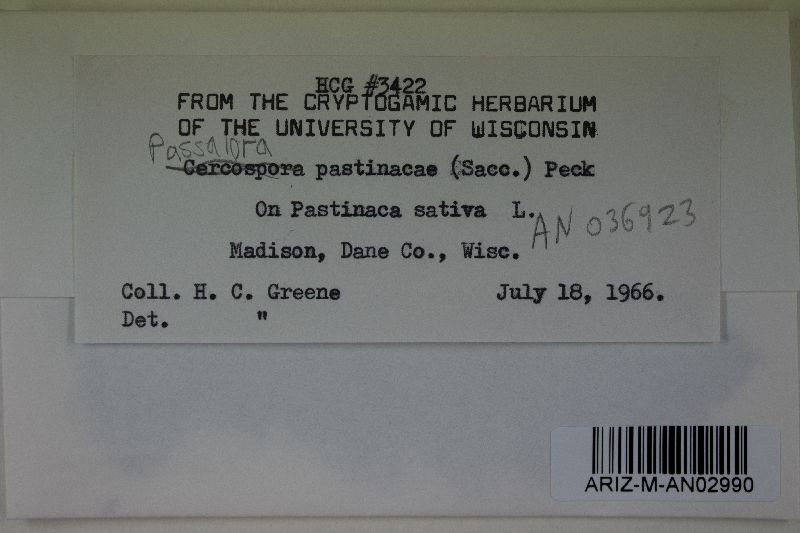 HCG #3422
FROM THE CRYPTOGAMIC HERBARIUM
OF THE UNIVERSITY OF WISCONSIN
Passalora
Cercospora pastinacae (Sacc.) Peck
On Pastinaca sativa L.
AN 036923
Madison, Dane Co., Wisc.
Coll. H. C. Greene July 18, 1966.
Det. "
ARIZ-M-AN02990